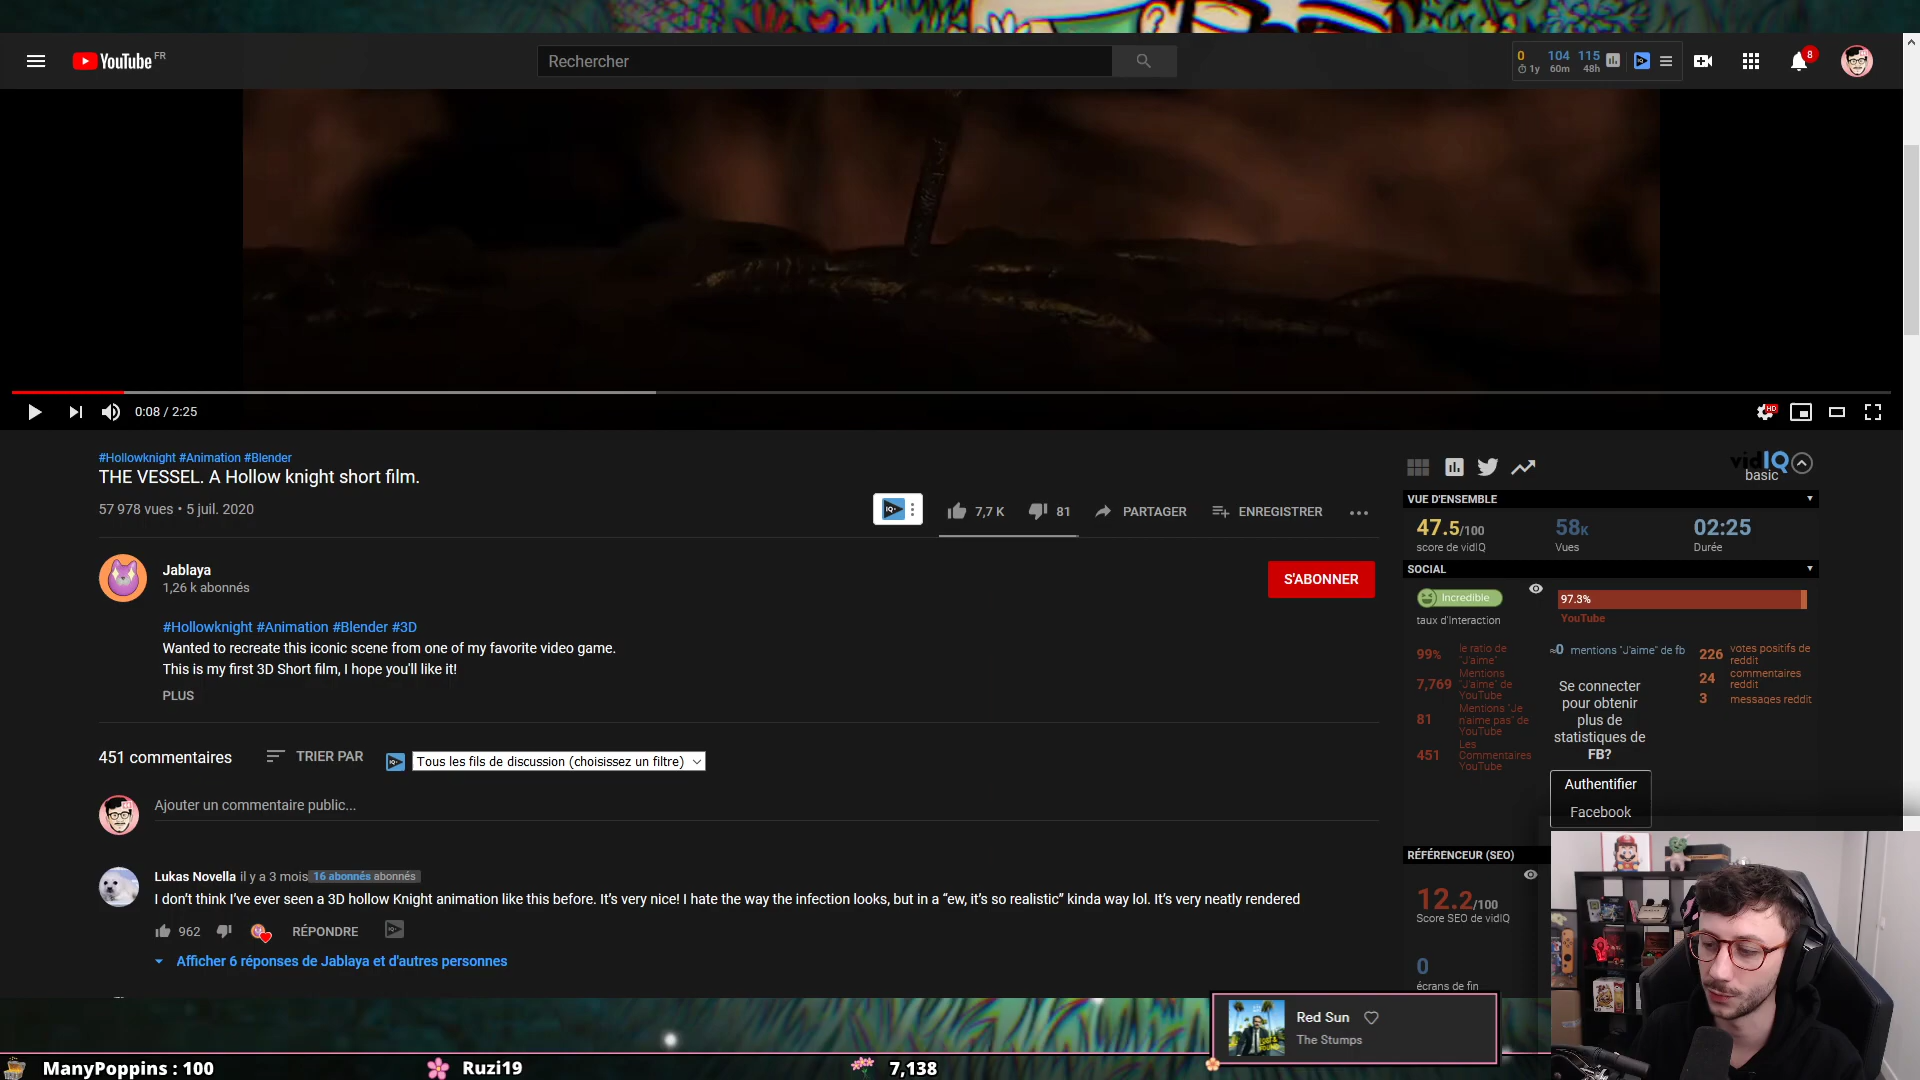 YouTube FR
Rechercher
0 104 115
1y 60m 48h
8
0:08 / 2:25
HD
#Hollowknight #Animation #Blender
THE VESSEL. A Hollow knight short film.
57 978 vues • 5 juil. 2020
IQ
7,7 K
81
PARTAGER
ENREGISTRER
Jablaya
1,26 k abonnés
S'ABONNER
#Hollowknight #Animation #Blender #3D
Wanted to recreate this iconic scene from one of my favorite video game.
This is my first 3D Short film, I hope you'll like it!
PLUS
451 commentaires
TRIER PAR
Tous les fils de discussion (choisissez un filtre)
Ajouter un commentaire public...
Lukas Novella il y a 3 mois 16 abonnés abonnés
I don’t think I’ve ever seen a 3D hollow Knight animation like this before. It’s very nice! I hate the way the infection looks, but in a “ew, it’s so realistic” kinda way lol. It’s very neatly rendered
962
RÉPONDRE
Afficher 6 réponses de Jablaya et d'autres personnes
vidIQ
basic
VUE D'ENSEMBLE
47.5/100
score de vidIQ
58K
Vues
02:25
Durée
SOCIAL
Incredible
taux d'Interaction
97.3%
YouTube
99% le ratio de "J'aime"
7,769 Mentions "J'aime" de YouTube
81 Mentions "Je n'aime pas" de YouTube
451 Les Commentaires YouTube
≈0 mentions "J'aime" de fb
Se connecter
pour obtenir
plus de
statistiques de
FB?
Authentifier
Facebook
226 votes positifs de reddit
24 commentaires reddit
3 messages reddit
RÉFÉRENCEUR (SEO)
12.2/100
Score SEO de vidIQ
0
écrans de fin
Red Sun
The Stumps
ManyPoppins : 100
Ruzi19
7,138